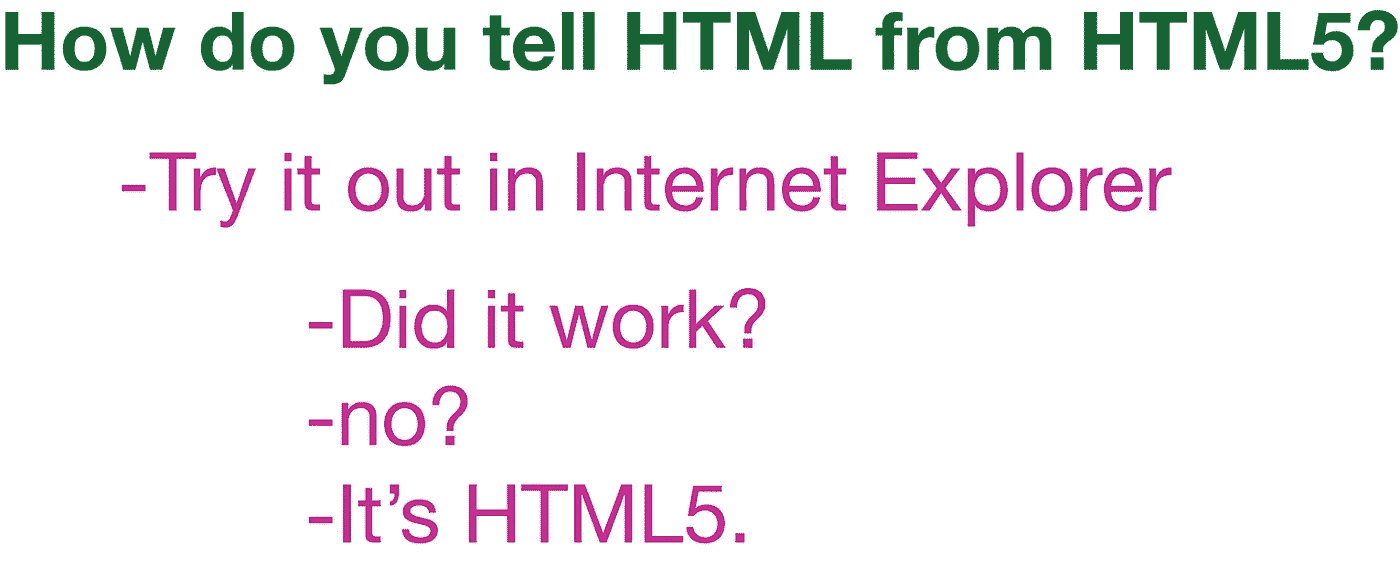 How do you tell HTML from HTML5?
-Try it out in Internet Explorer
-Did it work?
-no?
-It’s HTML5.